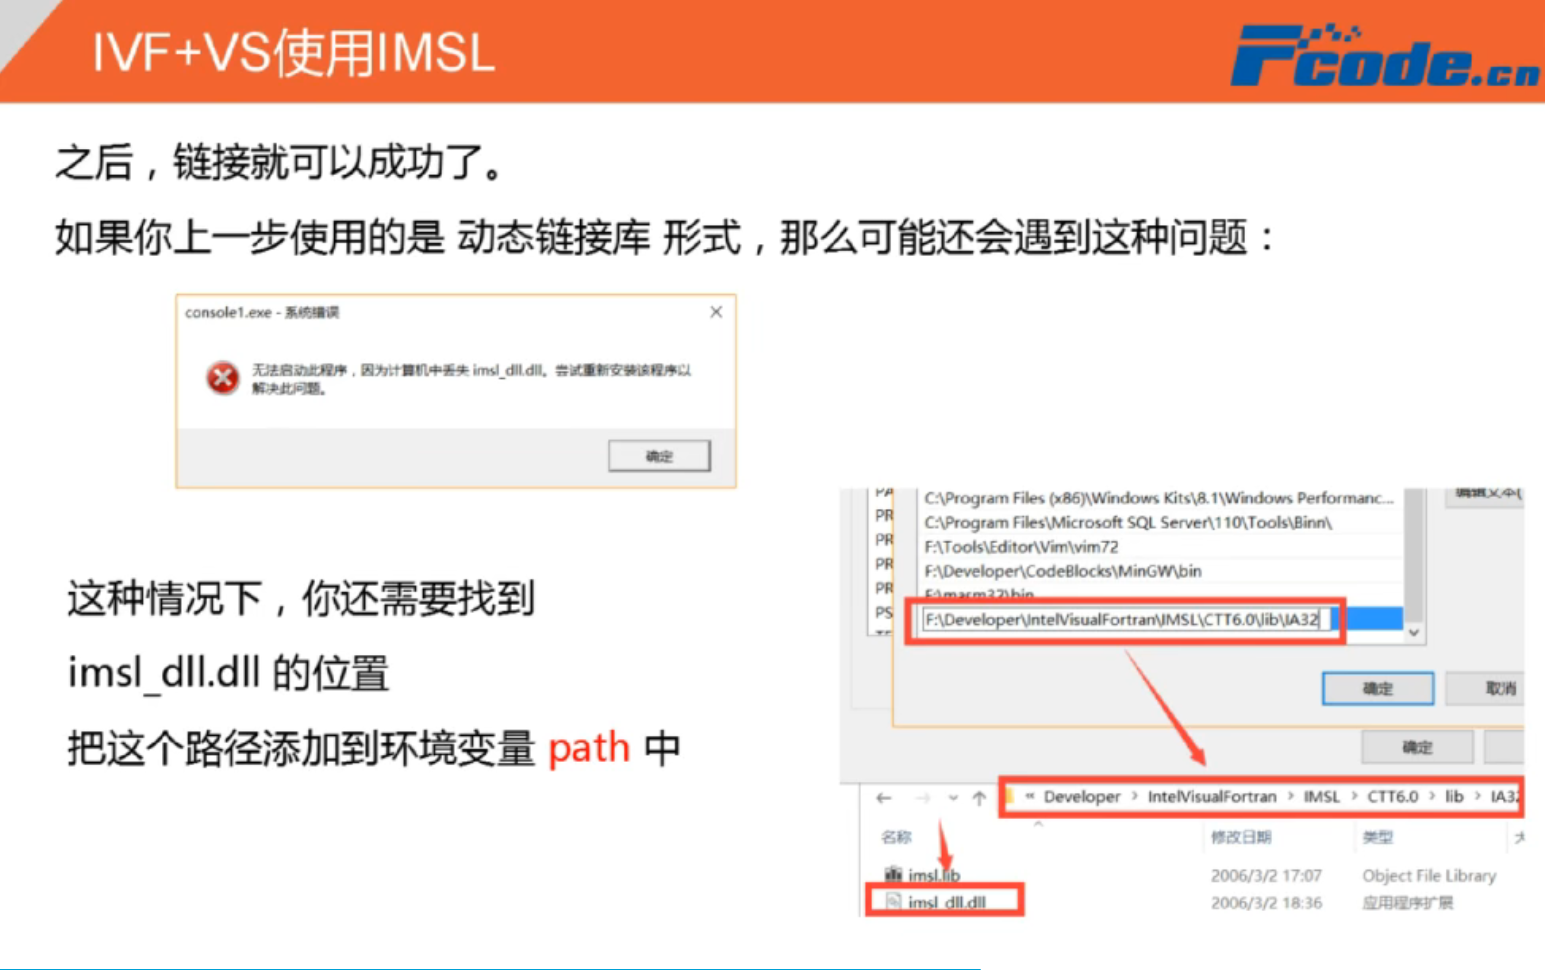 IVF+VS使用IMSL
Fcode.cn
之后，链接就可以成功了。
如果你上一步使用的是 动态链接库 形式，那么可能还会遇到这种问题：
console1.exe - 系统错误
无法启动此程序，因为计算机中丢失 imsl_dll.dll。尝试重新安装该程序以
解决此问题。
确定
这种情况下，你还需要找到
imsl_dll.dll 的位置
把这个路径添加到环境变量 path 中
PA
PR
PR
PR
PR
PS
C:\Program Files (x86)\Windows Kits\8.1\Windows Performanc...
C:\Program Files\Microsoft SQL Server\110\Tools\Binn\
F:\Tools\Editor\Vim\vim72
F:\Developer\CodeBlocks\MinGW\bin
F:\masm32\bin
F:\Developer\IntelVisualFortran\IMSL\CTT6.0\lib\IA32
编辑文本(
确定
取消
确定
« Developer > IntelVisualFortran > IMSL > CTT6.0 > lib > IA32
名称 修改日期 类型
imsl.lib 2006/3/2 17:07 Object File Library
imsl_dll.dll 2006/3/2 18:36 应用程序扩展